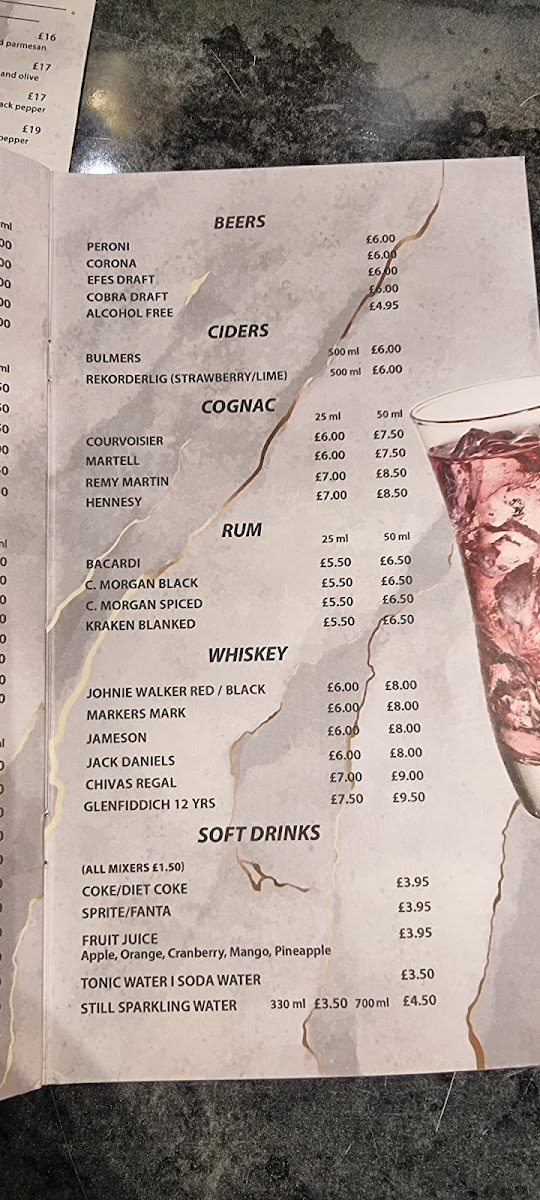 £16
parmesan
£17
and olive
£17
pepper
£19
pepper
ml
ml
BEERS
PERONI £6.00
CORONA £6.00
EFES DRAFT £6.00
COBRA DRAFT £6.00
ALCOHOL FREE £4.95
CIDERS
BULMERS 500 ml £6.00
REKORDERLIG (STRAWBERRY/LIME) 500 ml £6.00
COGNAC 25 ml 50 ml
COURVOISIER £6.00 £7.50
MARTELL £6.00 £7.50
REMY MARTIN £7.00 £8.50
HENNESY £7.00 £8.50
RUM 25 ml 50 ml
BACARDI £5.50 £6.50
C. MORGAN BLACK £5.50 £6.50
C. MORGAN SPICED £5.50 £6.50
KRAKEN BLANKED £5.50 £6.50
WHISKEY
JOHNIE WALKER RED / BLACK £6.00 £8.00
MARKERS MARK £6.00 £8.00
JAMESON £6.00 £8.00
JACK DANIELS £6.00 £8.00
CHIVAS REGAL £7.00 £9.00
GLENFIDDICH 12 YRS £7.50 £9.50
SOFT DRINKS
(ALL MIXERS £1.50)
COKE/DIET COKE £3.95
SPRITE/FANTA £3.95
FRUIT JUICE £3.95
Apple, Orange, Cranberry, Mango, Pineapple
TONIC WATER I SODA WATER £3.50
STILL SPARKLING WATER 330 ml £3.50 700 ml £4.50